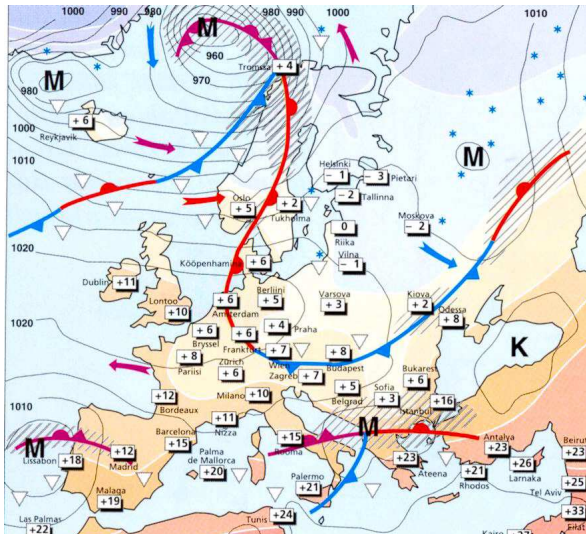 1000 990 980
980 990
1000
1010
M
960
970
Tromssa
+4
M
980
+6
Reykjavik
1000
1010
M
Helsinki
-1
-3
Pietari
-2
Tallinna
Oslo
+5
+2
Tukholma
0
Riika
Moskova
-2
Vilna
-1
1020
Kööpenhamina
+6
Dublin
+11
Lontoo
+10
+6
Amsterdam
Berliini
+5
Varsova
+3
Kiova
+2
Odessa
+8
1020
+6
Bryssel
+4
Praha
+6
Frankfurt
+7
Wien
+8
Budapest
K
+8
Pariisi
Zürich
+6
Zagreb
+7
Bukarest
+6
+5
Belgrad
Sofia
+3
+16
Istanbul
+12
Bordeaux
Milano
+10
1010
+11
Nizza
M
M
Barcelona
+15
+15
Rooma
Lissabon
+18
+12
Madrid
Palma
de Mallorca
+20
+23
Ateena
Antalya
+23
Beirut
+23
+21
Rhodos
+26
Larnaka
Malaga
+19
Palermo
+21
+25
Tel Aviv
Las Palmas
+22
Tunis
+24
+33
Eilat
Kairo